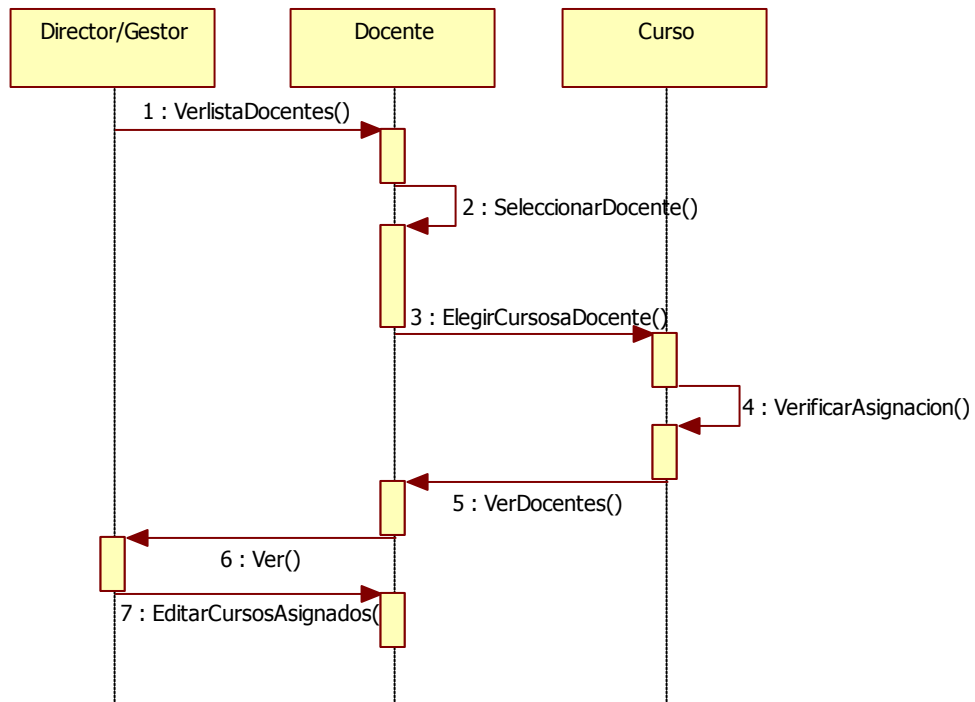 Director/Gestor
Docente
Curso
1 : VerlistaDocentes()
2 : SeleccionarDocente()
3 : ElegirCursosaDocente()
4 : VerificarAsignacion()
5 : VerDocentes()
6 : Ver()
7 : EditarCursosAsignados(